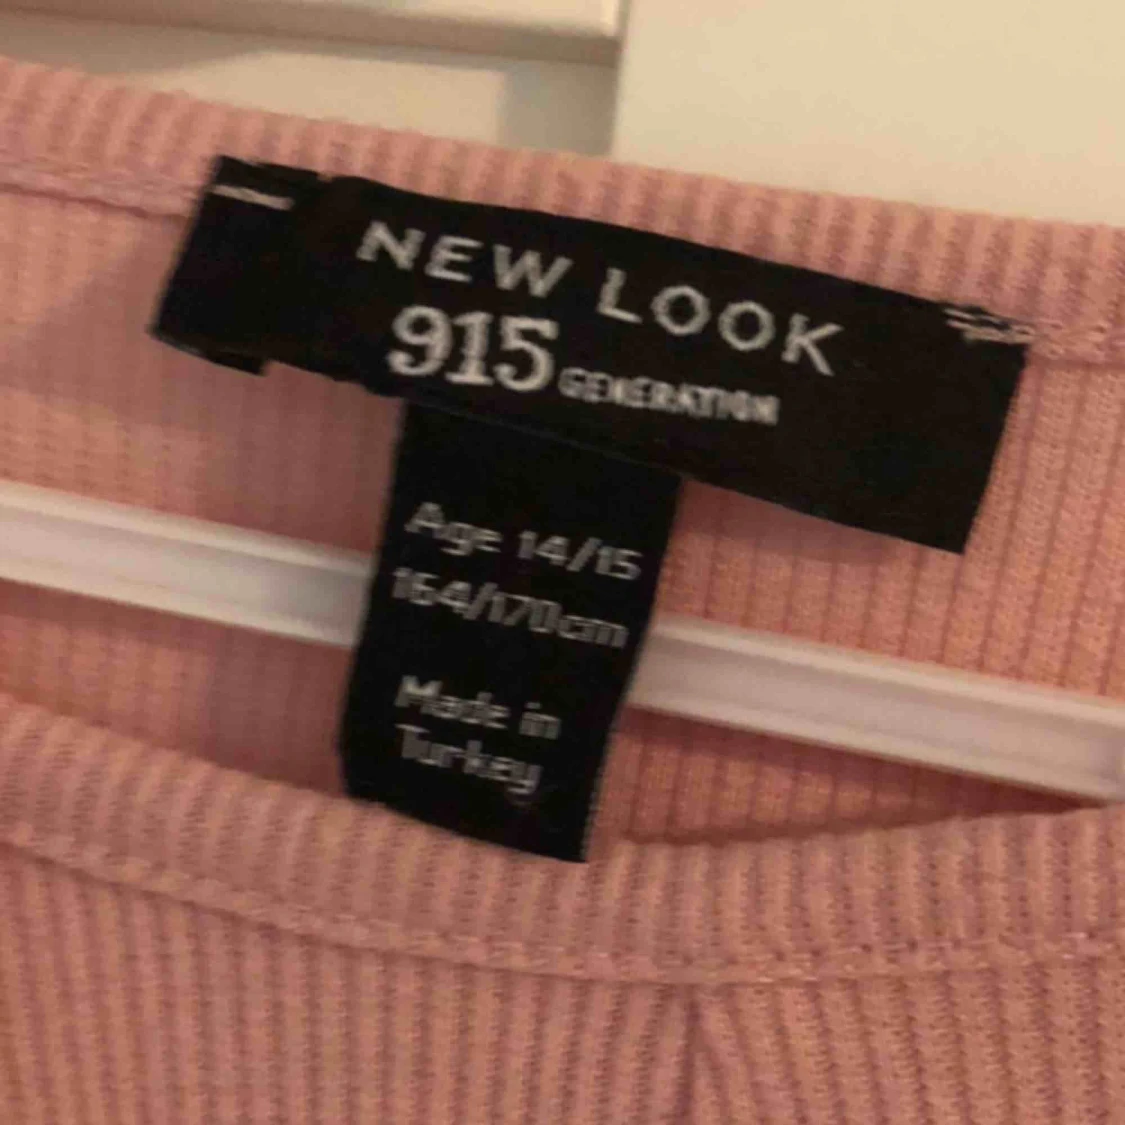 NEW LOOK
915 GENERATION
Age 14/15
164/170cm
Made in
Turkey